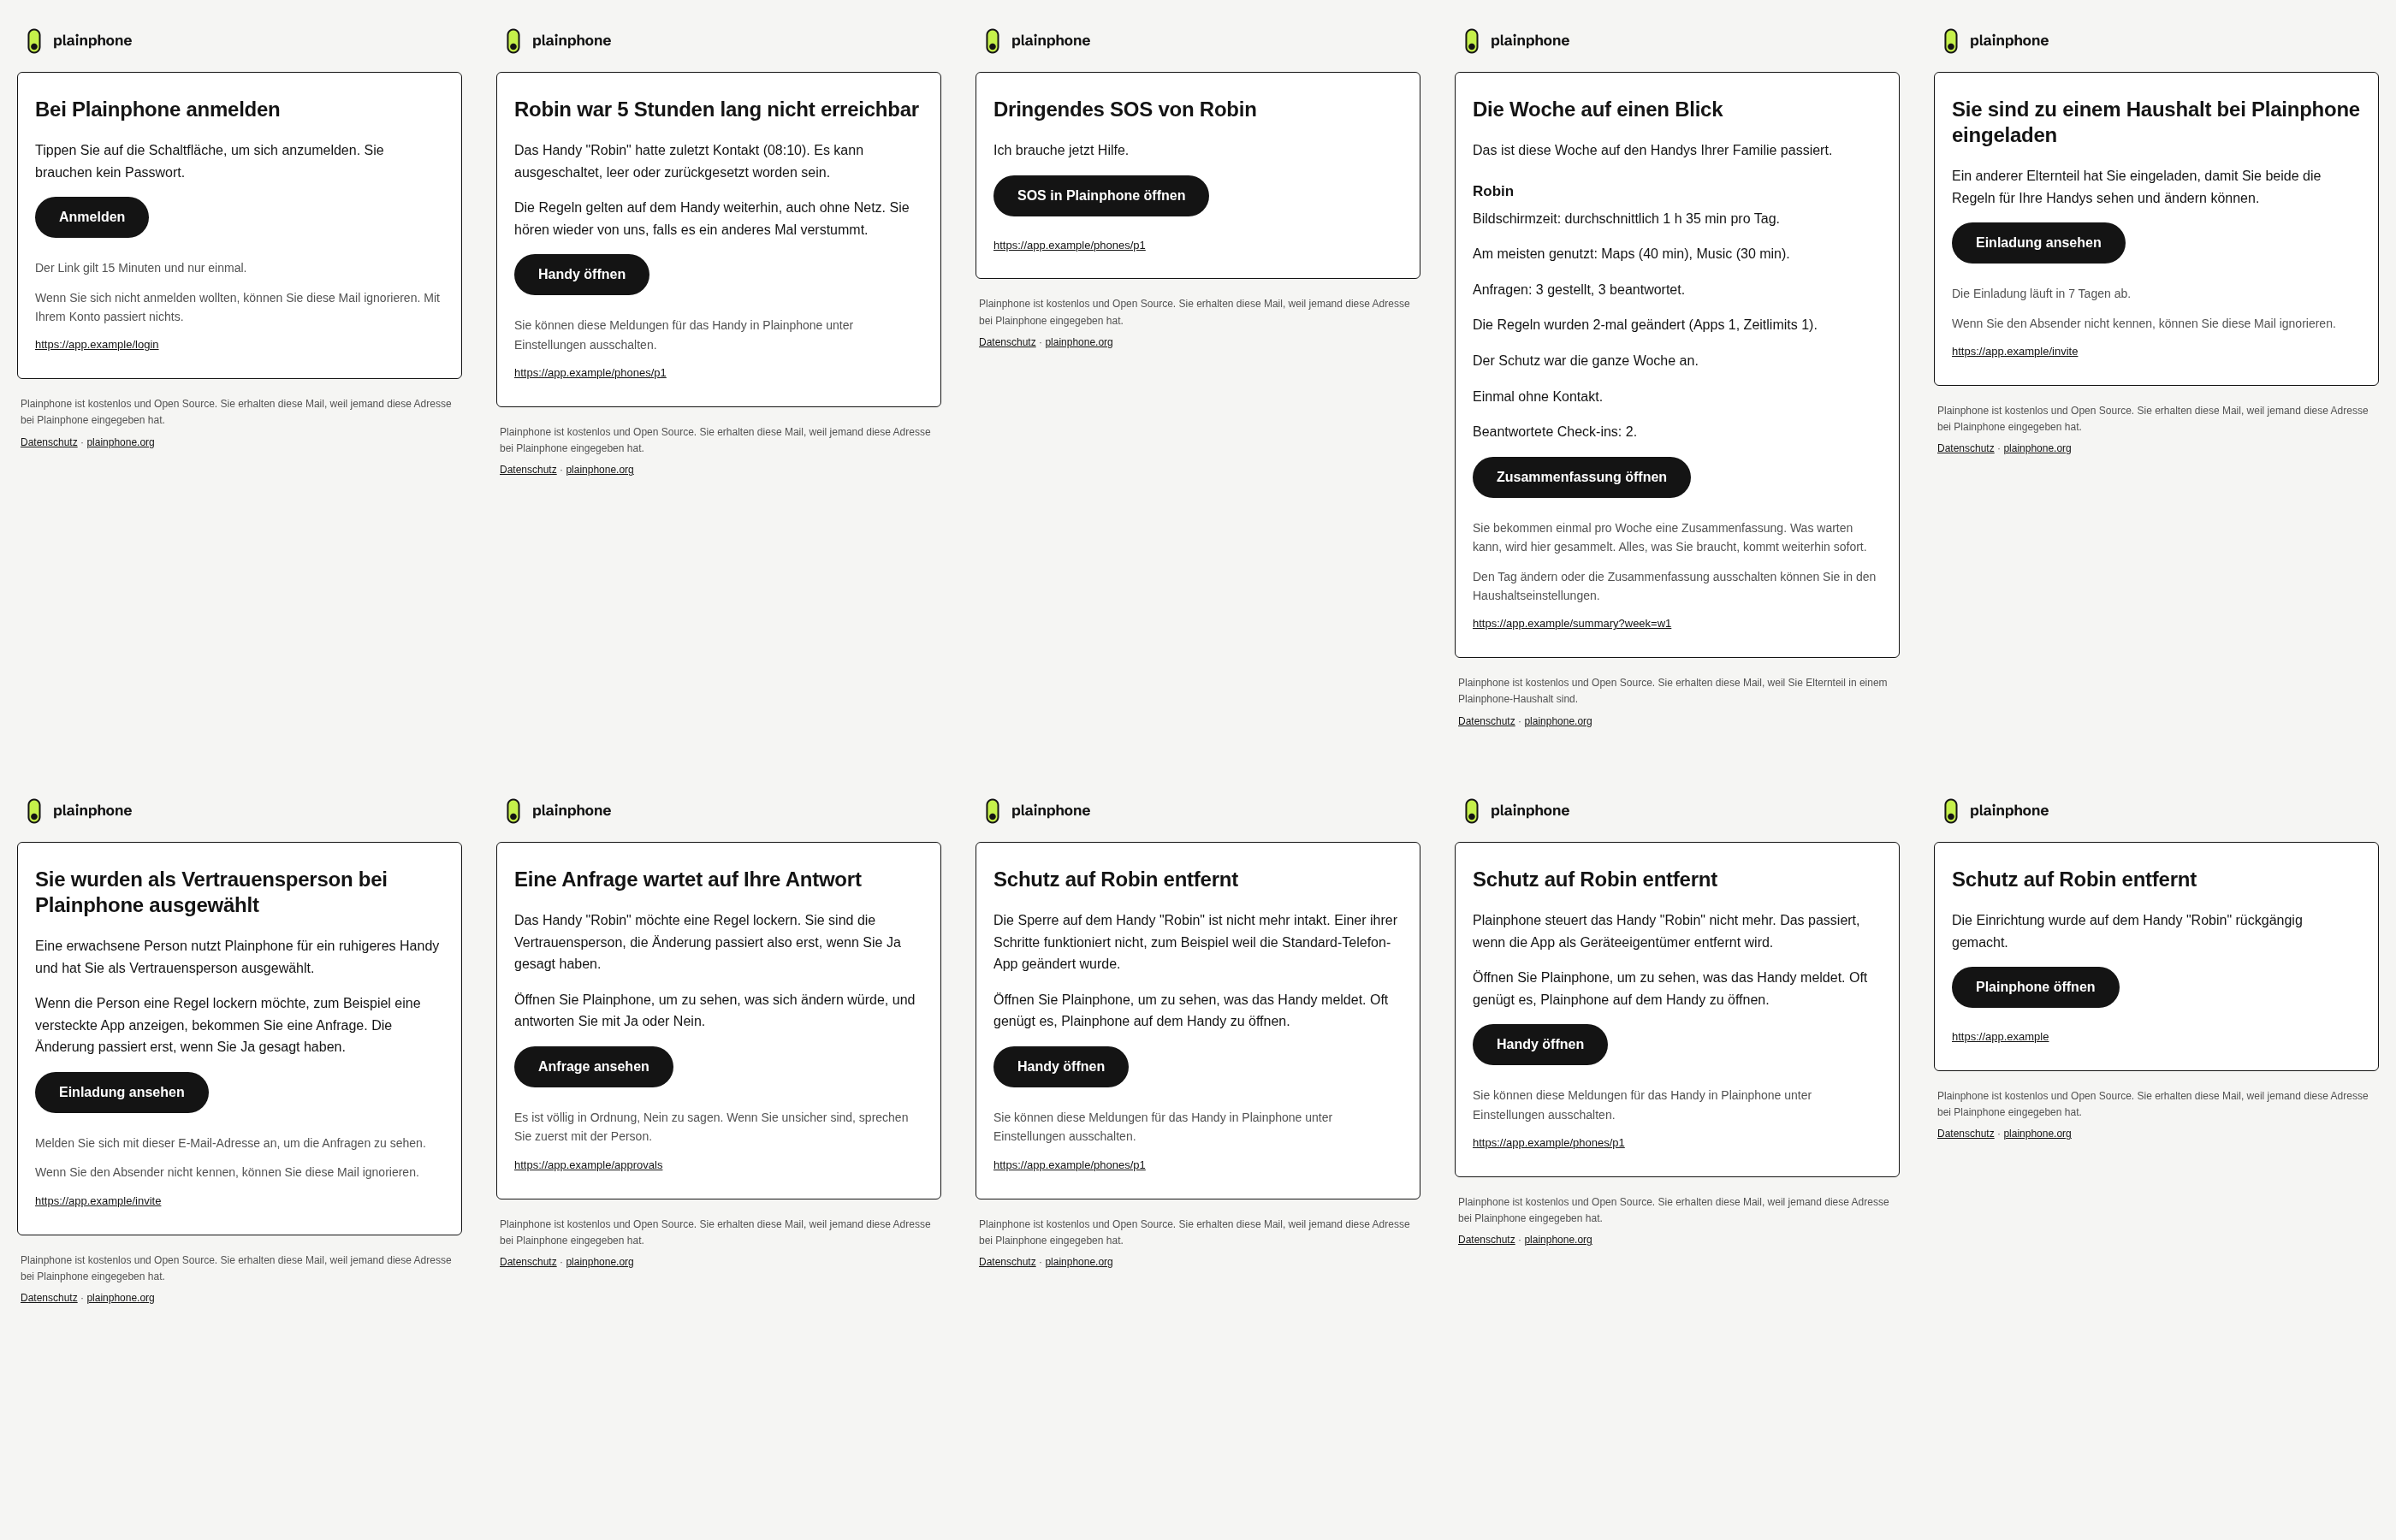 plainphone
Bei Plainphone anmelden
Tippen Sie auf die Schaltfläche, um sich anzumelden. Sie
brauchen kein Passwort.
Anmelden
Der Link gilt 15 Minuten und nur einmal.
Wenn Sie sich nicht anmelden wollten, können Sie diese Mail ignorieren. Mit
Ihrem Konto passiert nichts.
https://app.example/login
Plainphone ist kostenlos und Open Source. Sie erhalten diese Mail, weil jemand diese Adresse
bei Plainphone eingegeben hat.
Datenschutz · plainphone.org
plainphone
Robin war 5 Stunden lang nicht erreichbar
Das Handy "Robin" hatte zuletzt Kontakt (08:10). Es kann
ausgeschaltet, leer oder zurückgesetzt worden sein.
Die Regeln gelten auf dem Handy weiterhin, auch ohne Netz. Sie
hören wieder von uns, falls es ein anderes Mal verstummt.
Handy öffnen
Sie können diese Meldungen für das Handy in Plainphone unter
Einstellungen ausschalten.
https://app.example/phones/p1
Plainphone ist kostenlos und Open Source. Sie erhalten diese Mail, weil jemand diese Adresse
bei Plainphone eingegeben hat.
Datenschutz · plainphone.org
plainphone
Dringendes SOS von Robin
Ich brauche jetzt Hilfe.
SOS in Plainphone öffnen
https://app.example/phones/p1
Plainphone ist kostenlos und Open Source. Sie erhalten diese Mail, weil jemand diese Adresse
bei Plainphone eingegeben hat.
Datenschutz · plainphone.org
plainphone
Die Woche auf einen Blick
Das ist diese Woche auf den Handys Ihrer Familie passiert.
Robin
Bildschirmzeit: durchschnittlich 1 h 35 min pro Tag.
Am meisten genutzt: Maps (40 min), Music (30 min).
Anfragen: 3 gestellt, 3 beantwortet.
Die Regeln wurden 2-mal geändert (Apps 1, Zeitlimits 1).
Der Schutz war die ganze Woche an.
Einmal ohne Kontakt.
Beantwortete Check-ins: 2.
Zusammenfassung öffnen
Sie bekommen einmal pro Woche eine Zusammenfassung. Was warten
kann, wird hier gesammelt. Alles, was Sie braucht, kommt weiterhin sofort.
Den Tag ändern oder die Zusammenfassung ausschalten können Sie in den
Haushaltseinstellungen.
https://app.example/summary?week=w1
Plainphone ist kostenlos und Open Source. Sie erhalten diese Mail, weil Sie Elternteil in einem
Plainphone-Haushalt sind.
Datenschutz · plainphone.org
plainphone
Sie sind zu einem Haushalt bei Plainphone
eingeladen
Ein anderer Elternteil hat Sie eingeladen, damit Sie beide die
Regeln für Ihre Handys sehen und ändern können.
Einladung ansehen
Die Einladung läuft in 7 Tagen ab.
Wenn Sie den Absender nicht kennen, können Sie diese Mail ignorieren.
https://app.example/invite
Plainphone ist kostenlos und Open Source. Sie erhalten diese Mail, weil jemand diese Adresse
bei Plainphone eingegeben hat.
Datenschutz · plainphone.org
plainphone
Sie wurden als Vertrauensperson bei
Plainphone ausgewählt
Eine erwachsene Person nutzt Plainphone für ein ruhigeres Handy
und hat Sie als Vertrauensperson ausgewählt.
Wenn die Person eine Regel lockern möchte, zum Beispiel eine
versteckte App anzeigen, bekommen Sie eine Anfrage. Die
Änderung passiert erst, wenn Sie Ja gesagt haben.
Einladung ansehen
Melden Sie sich mit dieser E-Mail-Adresse an, um die Anfragen zu sehen.
Wenn Sie den Absender nicht kennen, können Sie diese Mail ignorieren.
https://app.example/invite
Plainphone ist kostenlos und Open Source. Sie erhalten diese Mail, weil jemand diese Adresse
bei Plainphone eingegeben hat.
Datenschutz · plainphone.org
plainphone
Eine Anfrage wartet auf Ihre Antwort
Das Handy "Robin" möchte eine Regel lockern. Sie sind die
Vertrauensperson, die Änderung passiert also erst, wenn Sie Ja
gesagt haben.
Öffnen Sie Plainphone, um zu sehen, was sich ändern würde, und
antworten Sie mit Ja oder Nein.
Anfrage ansehen
Es ist völlig in Ordnung, Nein zu sagen. Wenn Sie unsicher sind, sprechen
Sie zuerst mit der Person.
https://app.example/approvals
Plainphone ist kostenlos und Open Source. Sie erhalten diese Mail, weil jemand diese Adresse
bei Plainphone eingegeben hat.
Datenschutz · plainphone.org
plainphone
Schutz auf Robin entfernt
Die Sperre auf dem Handy "Robin" ist nicht mehr intakt. Einer ihrer
Schritte funktioniert nicht, zum Beispiel weil die Standard-Telefon-
App geändert wurde.
Öffnen Sie Plainphone, um zu sehen, was das Handy meldet. Oft
genügt es, Plainphone auf dem Handy zu öffnen.
Handy öffnen
Sie können diese Meldungen für das Handy in Plainphone unter
Einstellungen ausschalten.
https://app.example/phones/p1
Plainphone ist kostenlos und Open Source. Sie erhalten diese Mail, weil jemand diese Adresse
bei Plainphone eingegeben hat.
Datenschutz · plainphone.org
plainphone
Schutz auf Robin entfernt
Plainphone steuert das Handy "Robin" nicht mehr. Das passiert,
wenn die App als Geräteeigentümer entfernt wird.
Öffnen Sie Plainphone, um zu sehen, was das Handy meldet. Oft
genügt es, Plainphone auf dem Handy zu öffnen.
Handy öffnen
Sie können diese Meldungen für das Handy in Plainphone unter
Einstellungen ausschalten.
https://app.example/phones/p1
Plainphone ist kostenlos und Open Source. Sie erhalten diese Mail, weil jemand diese Adresse
bei Plainphone eingegeben hat.
Datenschutz · plainphone.org
plainphone
Schutz auf Robin entfernt
Die Einrichtung wurde auf dem Handy "Robin" rückgängig
gemacht.
Plainphone öffnen
https://app.example
Plainphone ist kostenlos und Open Source. Sie erhalten diese Mail, weil jemand diese Adresse
bei Plainphone eingegeben hat.
Datenschutz · plainphone.org